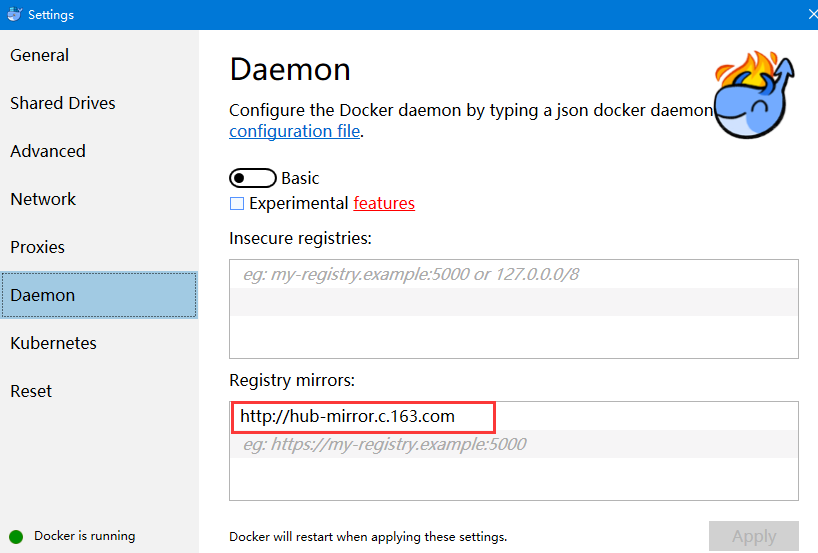 Settings
General
Shared Drives
Advanced
Network
Proxies
Daemon
Kubernetes
Reset
Docker is running
Daemon
Configure the Docker daemon by typing a json docker daemon
configuration file.
Basic
Experimental features
Insecure registries:
eg: my-registry.example:5000 or 127.0.0.0/8
Registry mirrors:
http://hub-mirror.c.163.com
eg: https://my-registry.example:5000
Docker will restart when applying these settings.
Apply